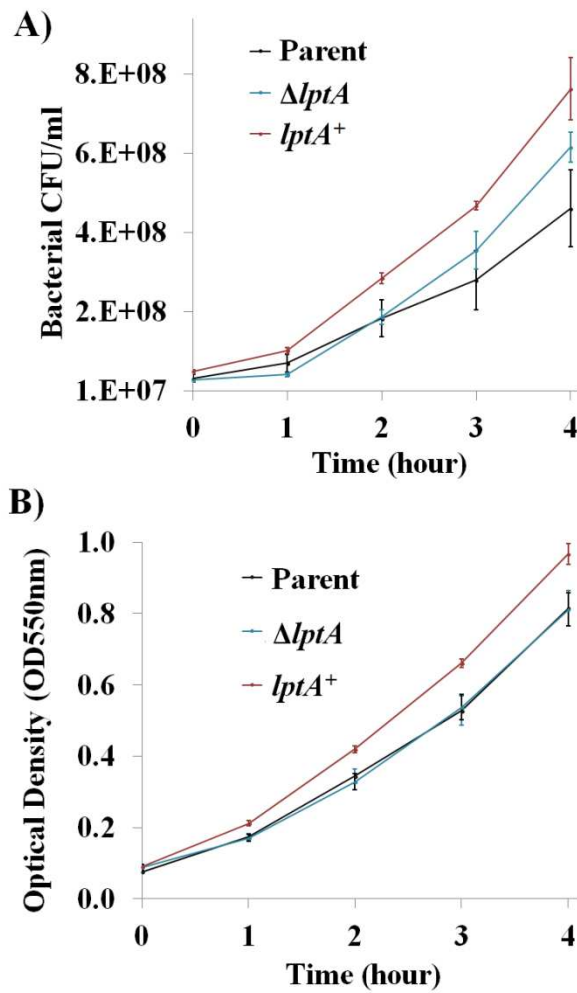 A)
Parent
ΔlptA
lptA⁺
8.E+08
6.E+08
4.E+08
2.E+08
1.E+07
Bacterial CFU/ml
0 1 2 3 4
Time (hour)
B)
Parent
ΔlptA
lptA⁺
1.0
0.8
0.6
0.4
0.2
0.0
Optical Density (OD550nm)
0 1 2 3 4
Time (hour)